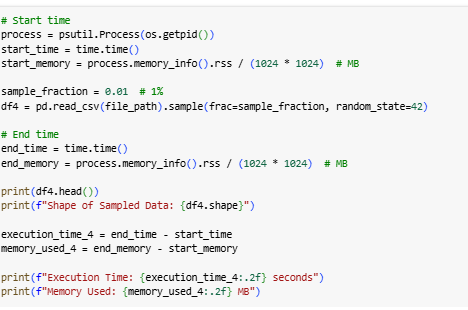 # Start time
process = psutil.Process(os.getpid())
start_time = time.time()
start_memory = process.memory_info().rss / (1024 * 1024)  # MB
sample_fraction = 0.01  # 1%
df4 = pd.read_csv(file_path).sample(frac=sample_fraction, random_state=42)
# End time
end_time = time.time()
end_memory = process.memory_info().rss / (1024 * 1024)  # MB
print(df4.head())
print(f"Shape of Sampled Data: {df4.shape}")
execution_time_4 = end_time - start_time
memory_used_4 = end_memory - start_memory
print(f"Execution Time: {execution_time_4:.2f} seconds")
print(f"Memory Used: {memory_used_4:.2f} MB")